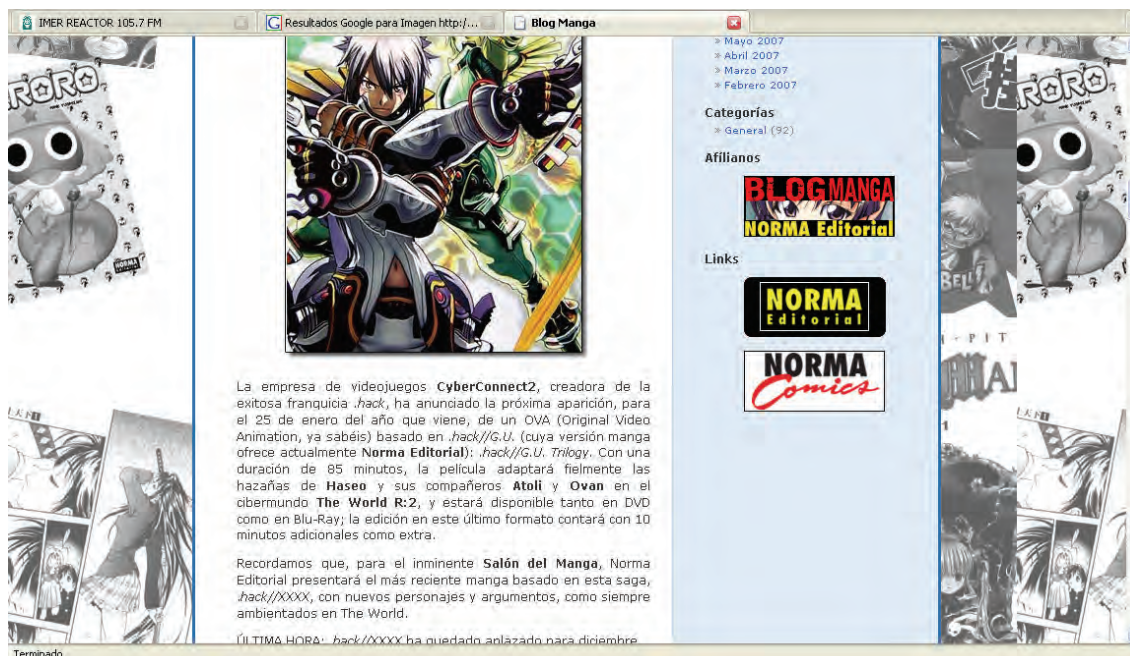 IMER REACTOR 105.7 FM
Resultados Google para Imagen http:/...
Blog Manga
» Mayo 2007
» Abril 2007
» Marzo 2007
» Febrero 2007
Categorías
» General (92)
Afílianos
BLOG MANGA
NORMA Editorial
Links
NORMA
Editorial
NORMA
Comics
La empresa de videojuegos CyberConnect2, creadora de la
exitosa franquicia .hack, ha anunciado la próxima aparición, para
el 25 de enero del año que viene, de un OVA (Original Video
Animation, ya sabéis) basado en .hack//G.U. (cuya versión manga
ofrece actualmente Norma Editorial): .hack//G.U. Trilogy. Con una
duración de 85 minutos, la película adaptará fielmente las
hazañas de Haseo y sus compañeros Atoli y Ovan en el
cibermundo The World R:2, y estará disponible tanto en DVD
como en Blu-Ray; la edición en este último formato contará con 10
minutos adicionales como extra.
Recordamos que, para el inminente Salón del Manga, Norma
Editorial presentará el más reciente manga basado en esta saga,
.hack//XXXX, con nuevos personajes y argumentos, como siempre
ambientados en The World.
ÚLTIMA HORA: .hack//XXXX ha quedado aplazado para diciembre
Terminado